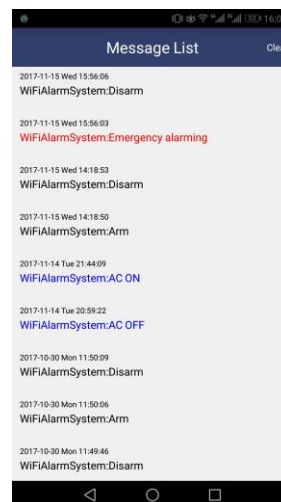 16:0
Message List
Clea
2017-11-15 Wed 15:56:06
WiFiAlarmSystem:Disarm
2017-11-15 Wed 15:56:03
WiFiAlarmSystem:Emergency alarming
2017-11-15 Wed 14:18:53
WiFiAlarmSystem:Disarm
2017-11-15 Wed 14:18:50
WiFiAlarmSystem:Arm
2017-11-14 Tue 21:44:09
WiFiAlarmSystem:AC ON
2017-11-14 Tue 20:59:22
WiFiAlarmSystem:AC OFF
2017-10-30 Mon 11:50:09
WiFiAlarmSystem:Disarm
2017-10-30 Mon 11:50:06
WiFiAlarmSystem:Arm
2017-10-30 Mon 11:49:46
WiFiAlarmSystem:Disarm